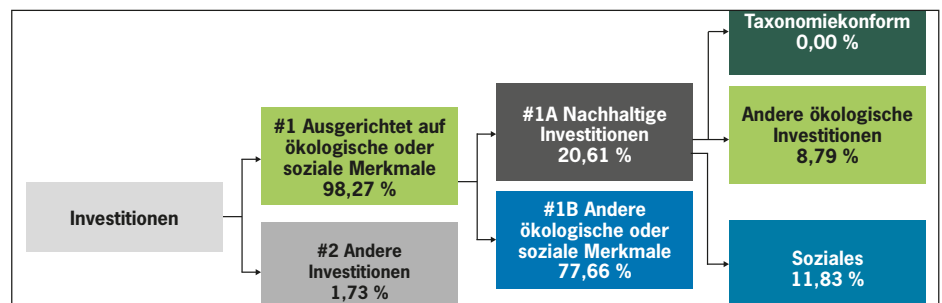 Investitionen
#1 Ausgerichtet auf
ökologische oder
soziale Merkmale
98,27 %
#2 Andere
Investitionen
1,73 %
#1A Nachhaltige
Investitionen
20,61 %
#1B Andere
ökologische oder
soziale Merkmale
77,66 %
Taxonomiekonform
0,00 %
Andere ökologische
Investitionen
8,79 %
Soziales
11,83 %